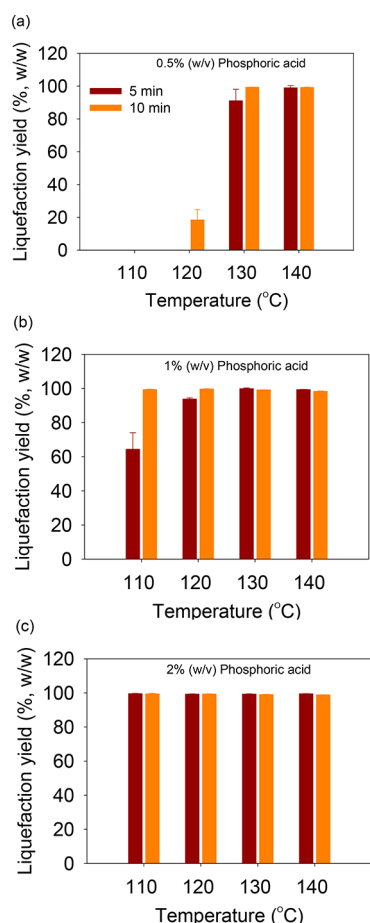 (a)
0.5% (w/v) Phosphoric acid
5 min
10 min
Liquefaction yield (%, w/w)
120
100
80
60
40
20
0
110 120 130 140
Temperature (°C)
(b)
1% (w/v) Phosphoric acid
Liquefaction yield (%, w/w)
120
100
80
60
40
20
0
110 120 130 140
Temperature (°C)
(c)
2% (w/v) Phosphoric acid
Liquefaction yield (%, w/w)
120
100
80
60
40
20
0
110 120 130 140
Temperature (°C)